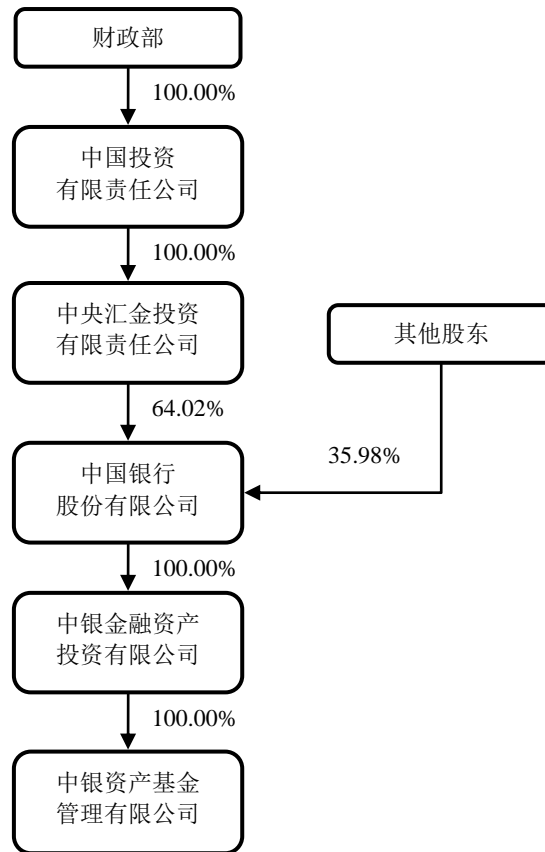 财政部
100.00%
中国投资
有限责任公司
100.00%
中央汇金投资
有限责任公司
其他股东
64.02%
35.98%
中国银行
股份有限公司
100.00%
中银金融资产
投资有限公司
100.00%
中银资产基金
管理有限公司